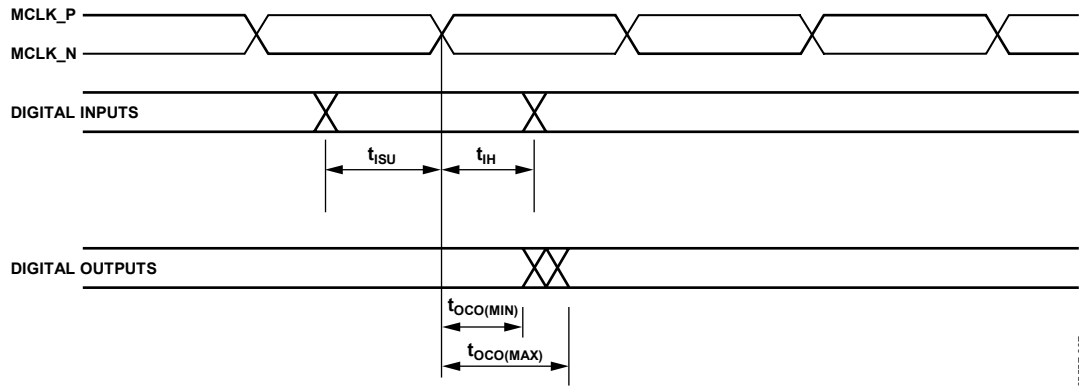 MCLK_P
MCLK_N
DIGITAL INPUTS
tISU
tIH
DIGITAL OUTPUTS
tOCO(MIN)
tOCO(MAX)